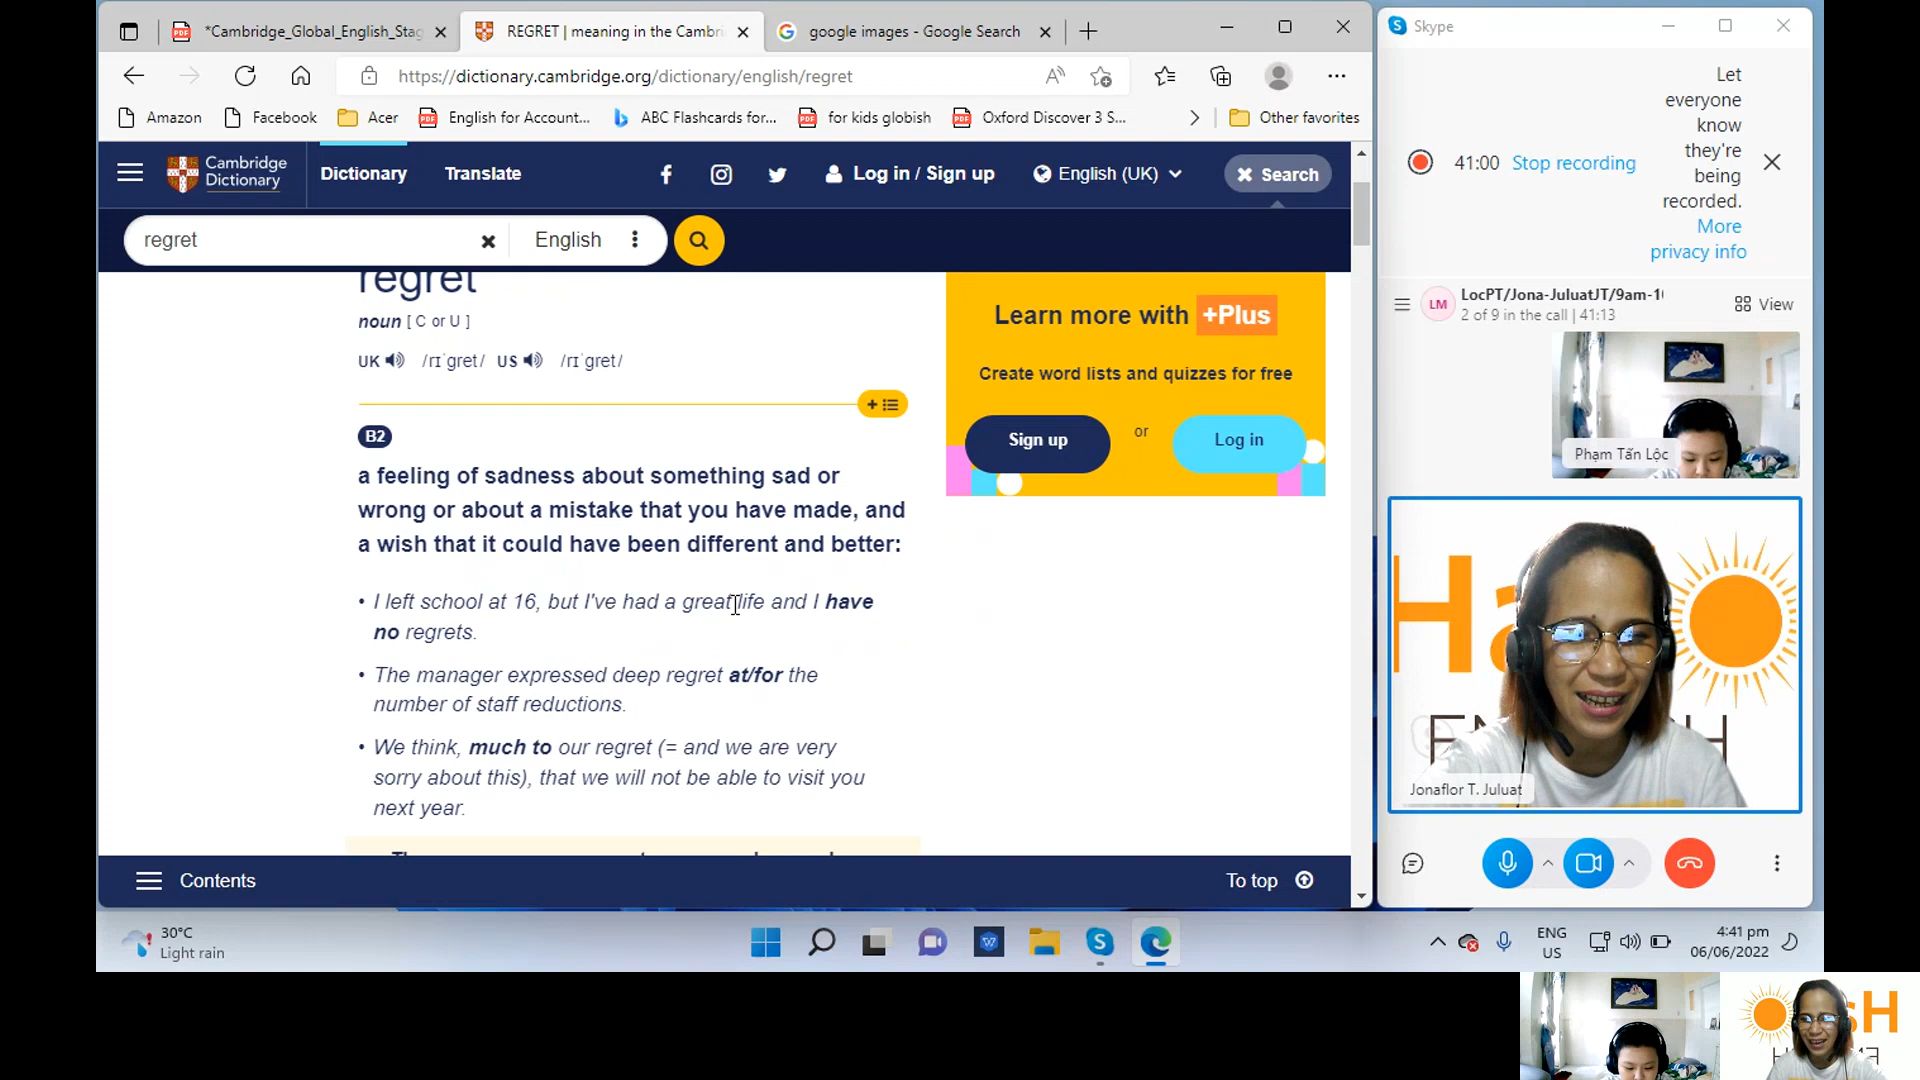 *Cambridge_Global_English_Stag
REGRET | meaning in the Cambri
google images - Google Search
https://dictionary.cambridge.org/dictionary/english/regret
Amazon
Facebook
Acer
English for Account...
ABC Flashcards for...
for kids globish
Oxford Discover 3 S...
Other favorites
Cambridge
Dictionary
Dictionary
Translate
Log in / Sign up
English (UK)
Search
regret
English
regret
noun [ C or U ]
UK /rɪˈɡret/ US /rɪˈɡret/
B2
a feeling of sadness about something sad or
wrong or about a mistake that you have made, and
a wish that it could have been different and better:
• I left school at 16, but I've had a great life and I have
no regrets.
• The manager expressed deep regret at/for the
number of staff reductions.
• We think, much to our regret (= and we are very
sorry about this), that we will not be able to visit you
next year.
Learn more with +Plus
Create word lists and quizzes for free
Sign up
or
Log in
Contents
To top
Skype
41:00 Stop recording
Let
everyone
know
they're
being
recorded.
More
privacy info
LM
LocPT/Jona-JuluatJT/9am-1
2 of 9 in the call | 41:13
View
Phạm Tấn Lộc
Jonaflor T. Juluat
30°C
Light rain
ENG
US
4:41 pm
06/06/2022